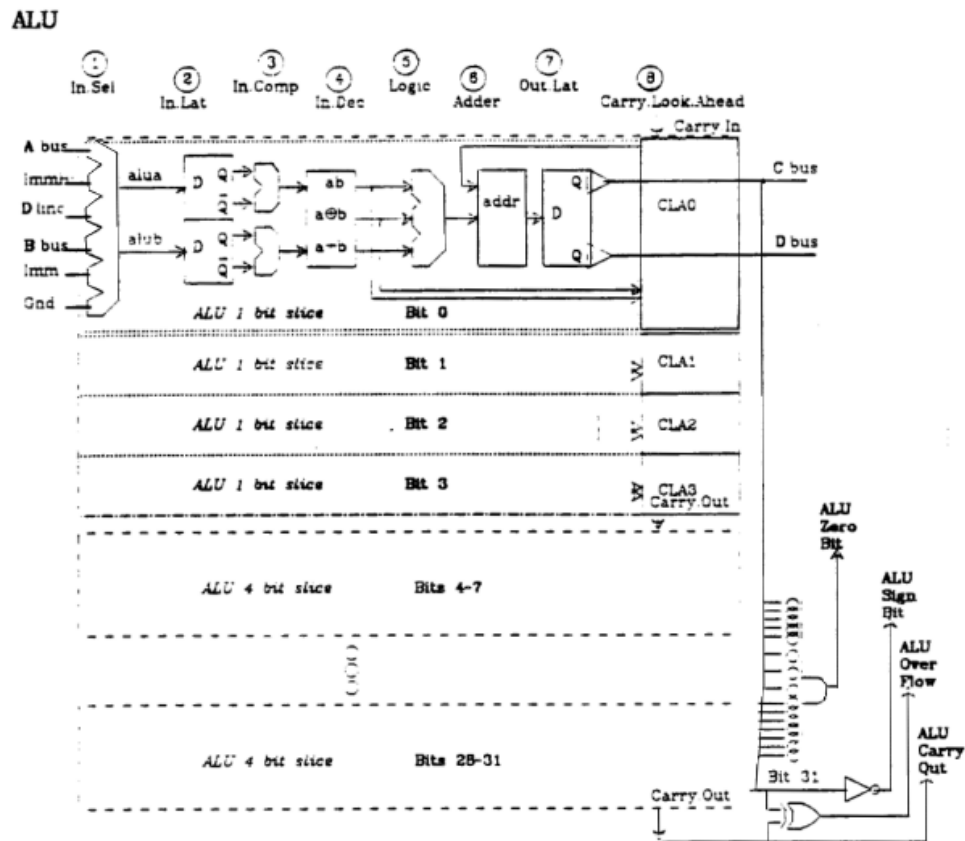 ALU
1 2 3 4 5 6 7 8
In.Sel In.Lat In.Comp In.Dec Logic Adder Out.Lat Carry.Look.Ahead
Carry In
A bus
alua
D Q
Q
ab
addr
D
Q
CLA0
C bus
D line
a⊕b
B bus
alub
D Q
Q
Q
D bus
Imm
Gnd
ALU 1 bit slice Bit 0
ALU 1 bit slice Bit 1 CLA1
ALU 1 bit slice Bit 2 CLA2
ALU 1 bit slice Bit 3 CLA3
Carry.Out
ALU 4 bit slice Bits 4-7
ALU Zero Bit
ALU Sign Bit
ALU Over Flow
ALU 4 bit slice Bits 28-31
ALU Carry Out
Bit 31
Carry Out